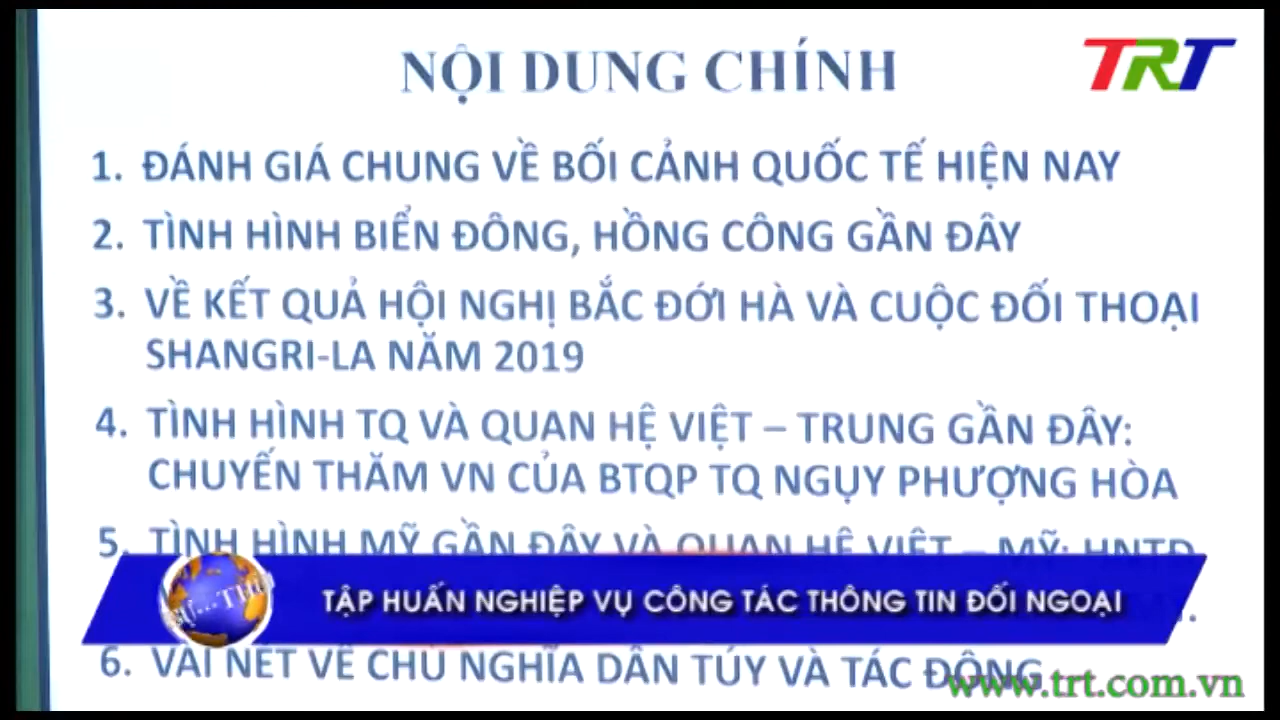 NỘI DUNG CHÍNH
TRT
1. ĐÁNH GIÁ CHUNG VỀ BỐI CẢNH QUỐC TẾ HIỆN NAY
2. TÌNH HÌNH BIỂN ĐÔNG, HỒNG CÔNG GẦN ĐÂY
3. VỀ KẾT QUẢ HỘI NGHỊ BẮC ĐỚI HÀ VÀ CUỘC ĐỐI THOẠI
SHANGRI-LA NĂM 2019
4. TÌNH HÌNH TQ VÀ QUAN HỆ VIỆT – TRUNG GẦN ĐÂY:
CHUYẾN THĂM VN CỦA BTQP TQ NGỤY PHƯỢNG HÒA
5. TÌNH HÌNH MỸ GẦN ĐÂY VÀ QUAN HỆ VIỆT – MỸ: HNTĐ
TẬP HUẤN NGHIỆP VỤ CÔNG TÁC THÔNG TIN ĐỐI NGOẠI
6. VÀI NÉT VỀ CHỦ NGHĨA DÂN TÚY VÀ TÁC ĐỘNG
www.trt.com.vn